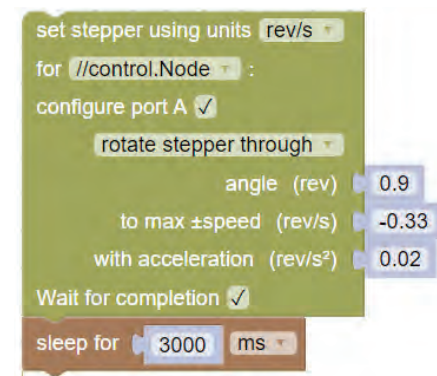 set stepper using units rev/s
for //control.Node :
configure port A ✓
rotate stepper through
angle (rev) 0.9
to max ±speed (rev/s) -0.33
with acceleration (rev/s²) 0.02
Wait for completion ✓
sleep for 3000 ms